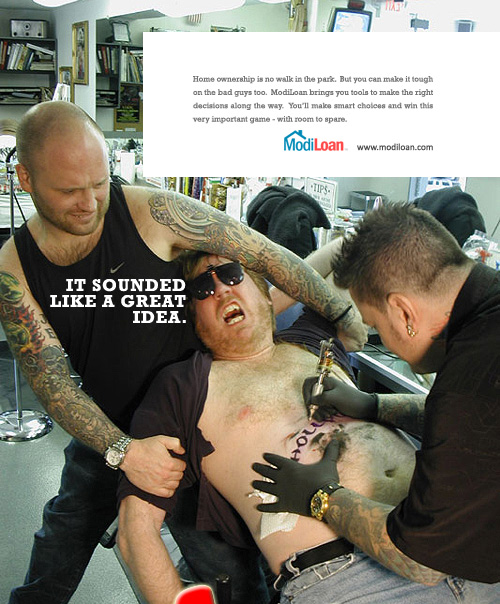 Home ownership is no walk in the park. But you can make it tough
on the bad guys too. ModiLoan brings you tools to make the right
decisions along the way. You'll make smart choices and win this
very important game - with room to spare.
ModiLoan www.modiloan.com
·TIPS·
IT SOUNDED
LIKE A GREAT
IDEA.